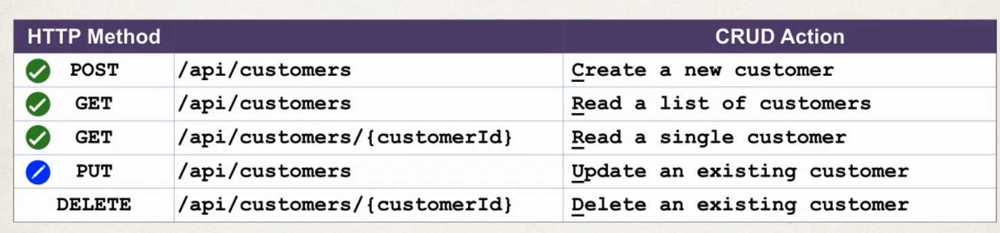 HTTP Method CRUD Action
POST /api/customers Create a new customer
GET /api/customers Read a list of customers
GET /api/customers/{customerId} Read a single customer
PUT /api/customers Update an existing customer
DELETE /api/customers/{customerId} Delete an existing customer